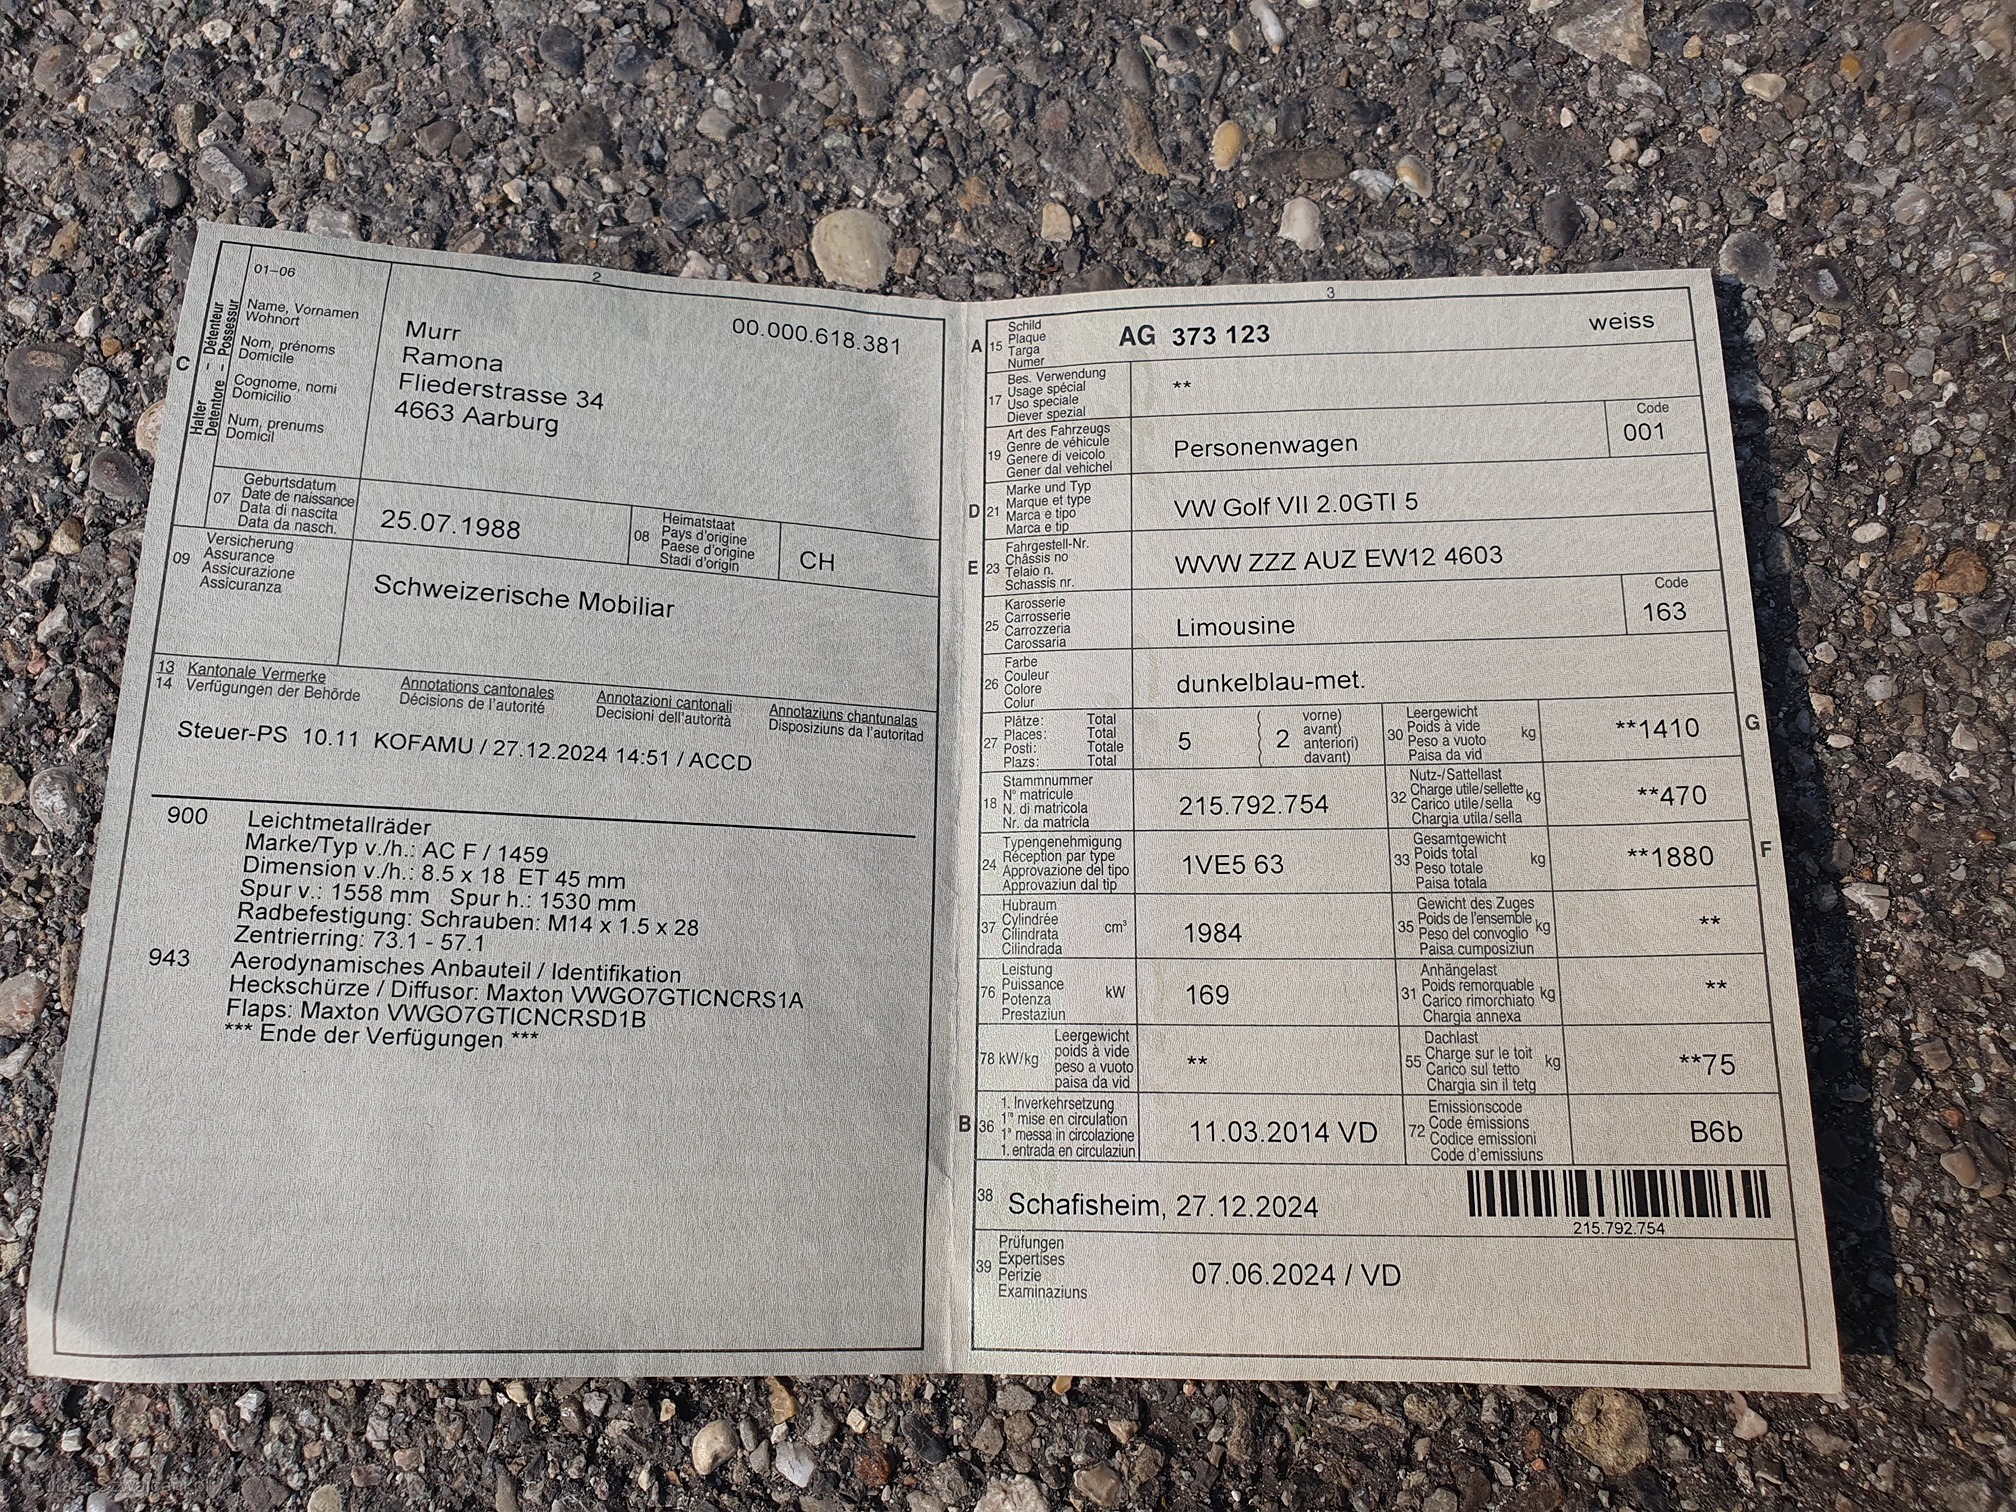 2
C
Halter – Détenteur
Detentore – Possessur
01–06
Name, Vornamen
Wohnort
Nom, prénoms
Domicile
Cognome, nomi
Domicilio
Num, prenums
Domicil
Murr
00.000.618.381
Ramona
Fliederstrasse 34
4663 Aarburg
07
Geburtsdatum
Date de naissance
Data di nascita
Data da nasch.
25.07.1988
08
Heimatstaat
Pays d'origine
Paese d'origine
Stadi d'origin
CH
09
Versicherung
Assurance
Assicurazione
Assicuranza
Schweizerische Mobiliar
13 Kantonale Vermerke Annotations cantonales Annotazioni cantonali Annotaziuns chantunalas
14 Verfügungen der Behörde Décisions de l'autorité Decisioni dell'autorità Disposiziuns da l'autoritad
Steuer-PS 10.11 KOFAMU / 27.12.2024 14:51 / ACCD
900 Leichtmetallräder
Marke/Typ v./h.: AC F / 1459
Dimension v./h.: 8.5 x 18 ET 45 mm
Spur v.: 1558 mm Spur h.: 1530 mm
Radbefestigung: Schrauben: M14 x 1.5 x 28
Zentrierring: 73.1 - 57.1
943 Aerodynamisches Anbauteil / Identifikation
Heckschürze / Diffusor: Maxton VWGO7GTICNCRS1A
Flaps: Maxton VWGO7GTICNCRSD1B
*** Ende der Verfügungen ***
3
A 15
Schild
Plaque
Targa
Numer
AG 373 123 weiss
17
Bes. Verwendung
Usage spécial
Uso speciale
Diever spezial
**
19
Art des Fahrzeugs
Genre de véhicule
Genere di veicolo
Gener dal vehichel
Personenwagen
Code
001
D 21
Marke und Typ
Marque et type
Marca e tipo
Marca e tip
VW Golf VII 2.0GTI 5
E 23
Fahrgestell-Nr.
Châssis no
Telaio n.
Schassis nr.
WVW ZZZ AUZ EW12 4603
25
Karosserie
Carrosserie
Carrozzeria
Carossaria
Limousine
Code
163
26
Farbe
Couleur
Colore
Colur
dunkelblau-met.
27
Plätze: Total
Places: Total
Posti: Totale
Plazs: Total
5
2
( vorne)
avant)
anteriori)
( davant)
30
Leergewicht
Poids à vide
Peso a vuoto
Paisa da vid
kg
**1410
G
18
Stammnummer
N° matricule
N. di matricola
Nr. da matricla
215.792.754
32
Nutz-/Sattellast
Charge utile/sellette
Carico utile/sella
Chargia utila/sella
kg
**470
24
Typengenehmigung
Réception par type
Approvazione del tipo
Approvaziun dal tip
1VE5 63
33
Gesamtgewicht
Poids total
Peso totale
Paisa totala
kg
**1880
F
37
Hubraum
Cylindrée
Cilindrata
Cilindrada
cm³
1984
35
Gewicht des Zuges
Poids de l'ensemble
Peso del convoglio
Paisa cumposiziun
kg
**
76
Leistung
Puissance
Potenza
Prestaziun
kW
169
31
Anhängelast
Poids remorquable
Carico rimorchiato
Chargia annexa
kg
**
78 kW/kg
Leergewicht
poids à vide
peso a vuoto
paisa da vid
**
55
Dachlast
Charge sur le toit
Carico sul tetto
Chargia sin il tetg
kg
**75
B 36
1. Inverkehrsetzung
1re mise en circulation
1a messa in circolazione
1. entrada en circulaziun
11.03.2014 VD
72
Emissionscode
Code émissions
Codice emissioni
Code d'emissiuns
B6b
38 Schafisheim, 27.12.2024
215.792.754
39
Prüfungen
Expertises
Perizie
Examinaziuns
07.06.2024 / VD